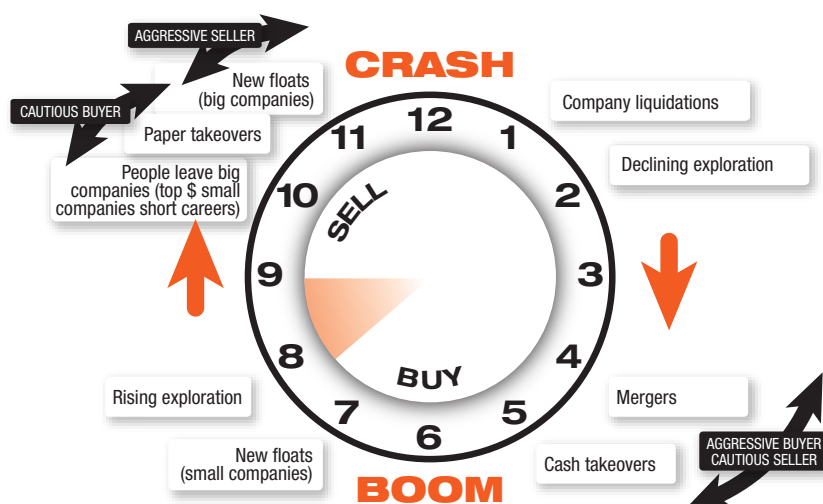 AGGRESSIVE SELLER
CRASH
New floats
(big companies)
CAUTIOUS BUYER
Paper takeovers
People leave big
companies (top $ small
companies short careers)
Company liquidations
Declining exploration
12
1
2
3
4
5
6
7
8
9
10
11
SELL
BUY
Rising exploration
New floats
(small companies)
Mergers
Cash takeovers
AGGRESSIVE BUYER
CAUTIOUS SELLER
BOOM